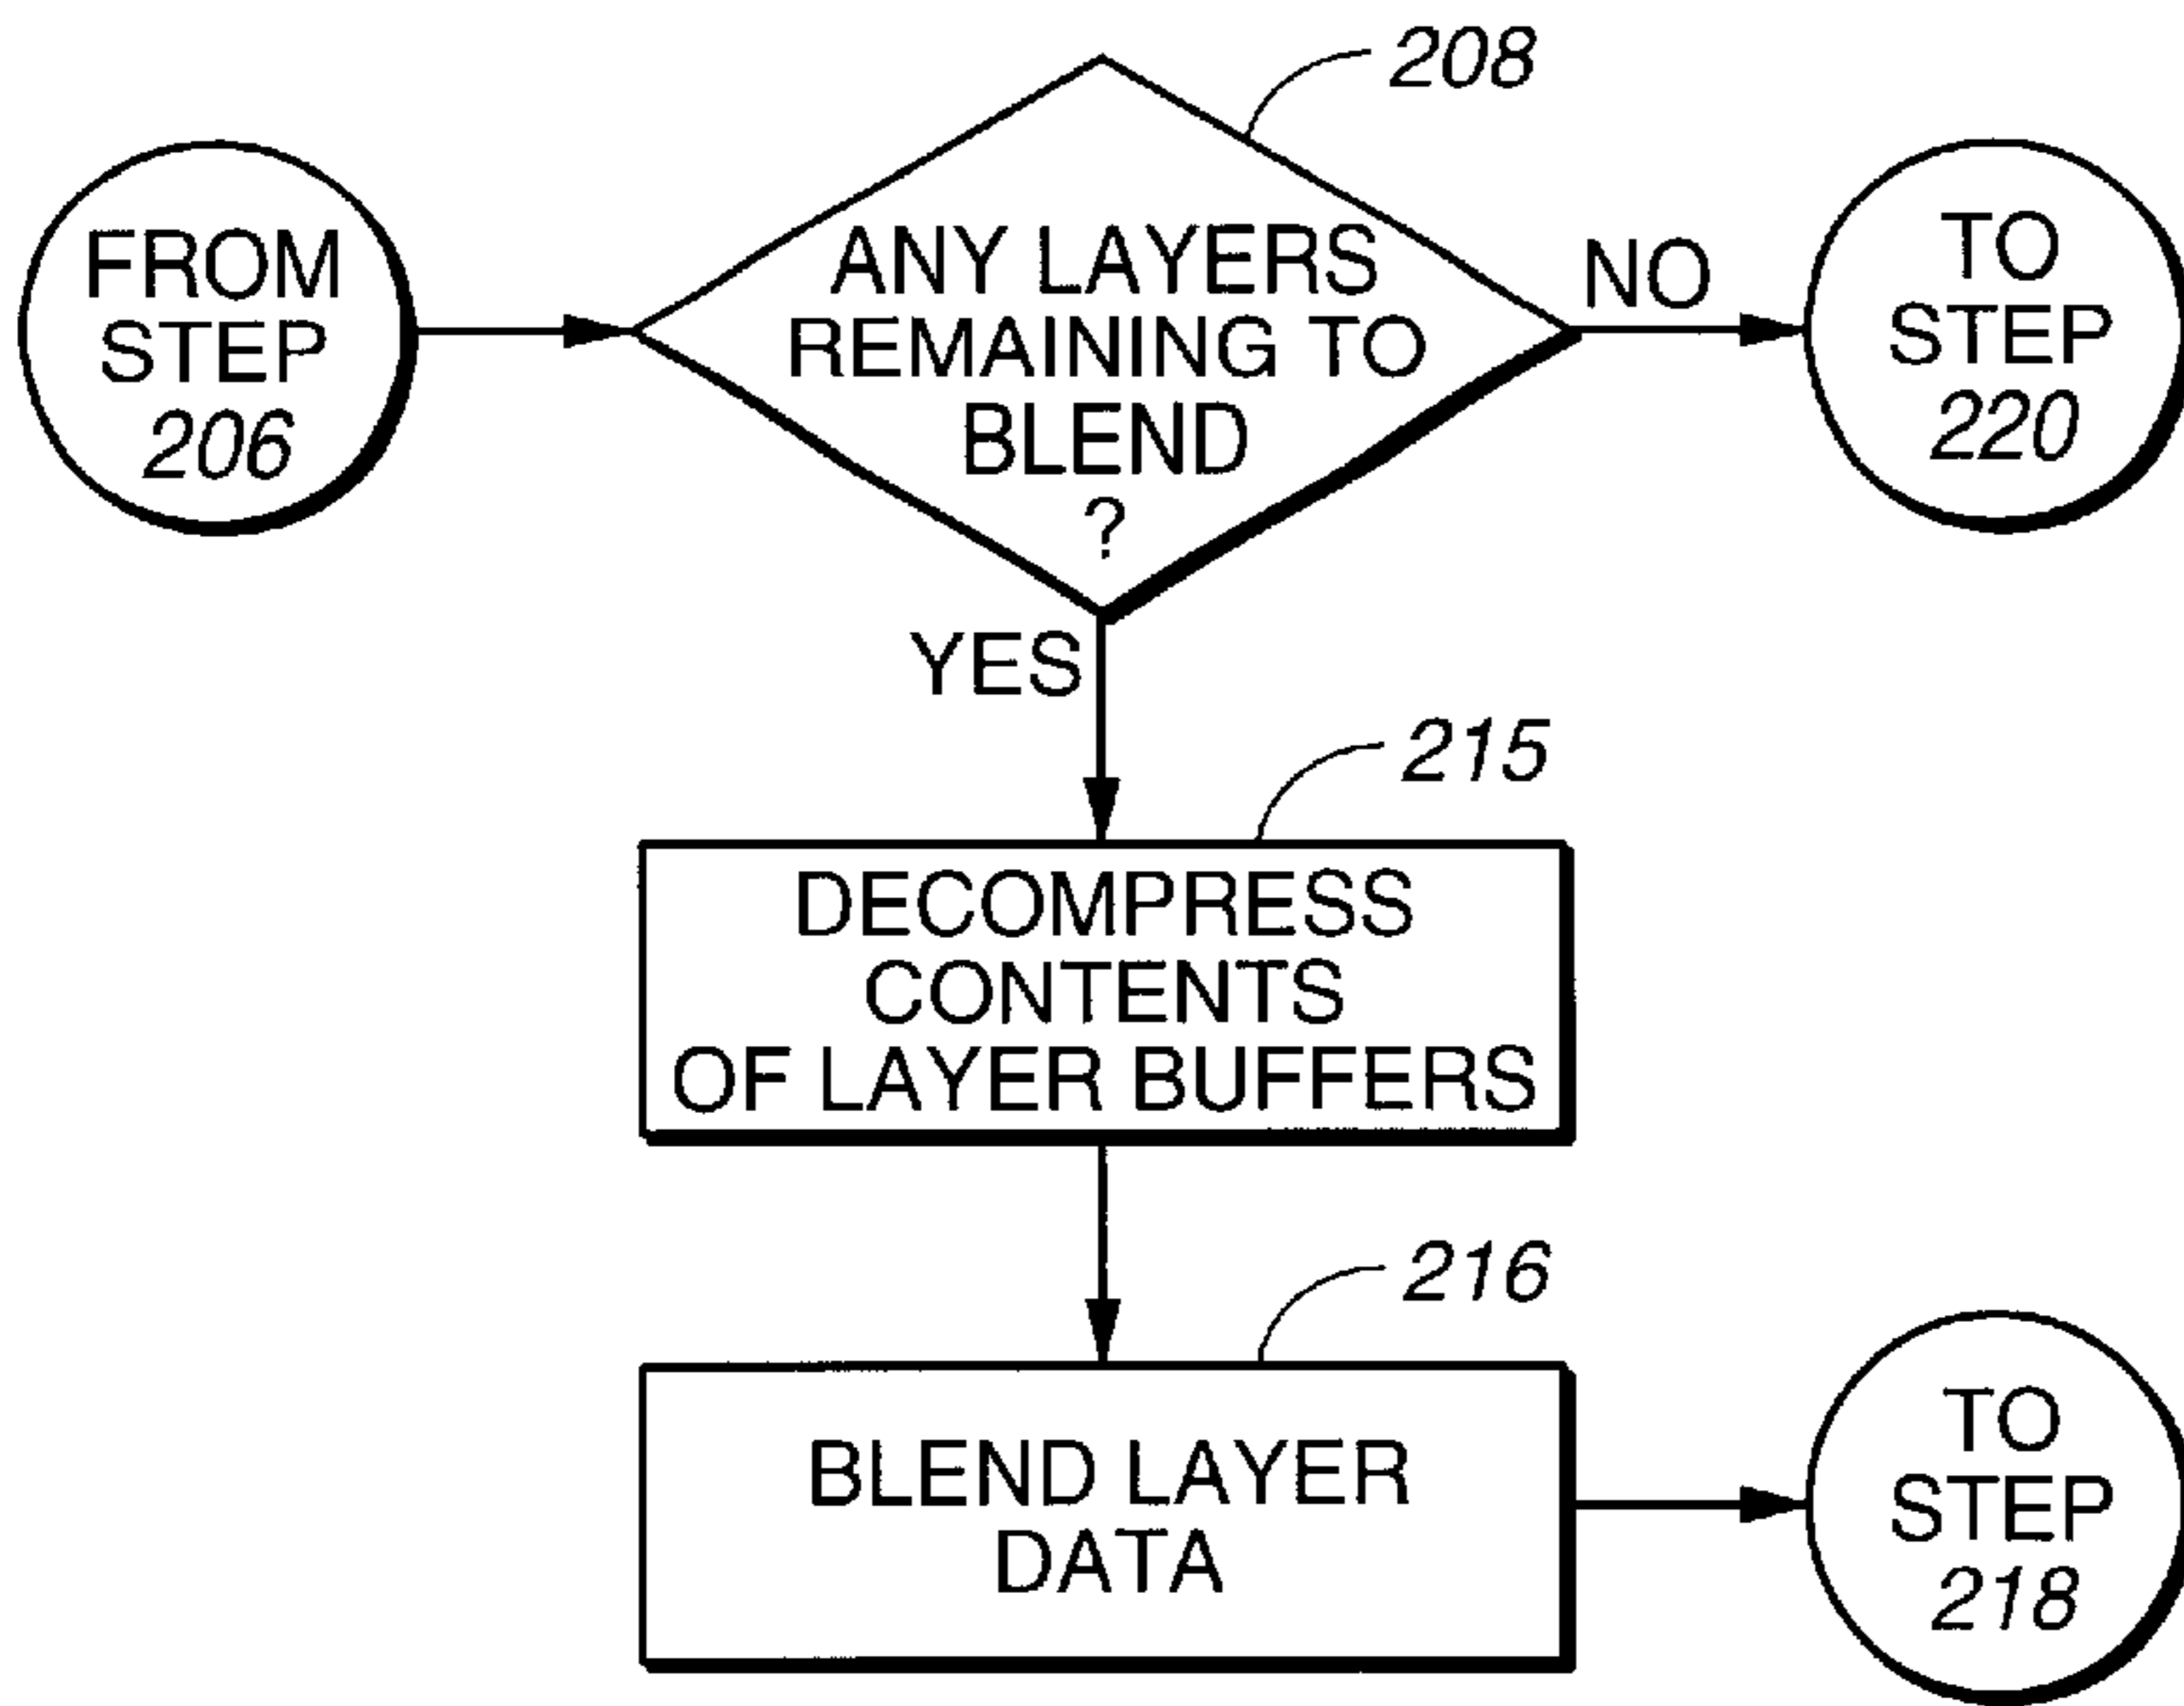 208
FROM
STEP
206
ANY LAYERS
REMAINING TO
BLEND
?
NO
TO
STEP
220
YES
215
DECOMPRESS
CONTENTS
OF LAYER BUFFERS
216
BLEND LAYER
DATA
TO
STEP
218